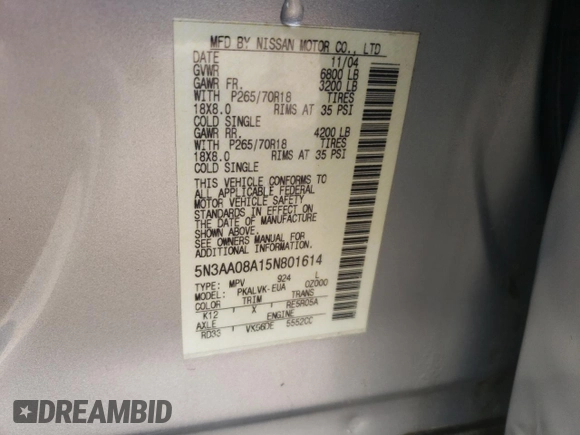 MFD BY NISSAN MOTOR CO., LTD
DATE 11/04
GVWR 6800 LB
GAWR FR. 3200 LB
WITH P265/70R18 TIRES
18X8.0 RIMS AT 35 PSI
COLD SINGLE
GAWR RR. 4200 LB
WITH P265/70R18 TIRES
18X8.0 RIMS AT 35 PSI
COLD SINGLE
THIS VEHICLE CONFORMS TO
ALL APPLICABLE FEDERAL
MOTOR VEHICLE SAFETY
STANDARDS IN EFFECT ON
THE DATE OF MANUFACTURE
SHOWN ABOVE.
SEE OWNERS MANUAL FOR
ADDITIONAL INFORMATION.
5N3AA08A15N801614
TYPE: MPV 924 L
MODEL: PKALVK-EUA 0Z000
COLOR TRIM TRANS
K12 X RE5R05A
AXLE ENGINE
RD33 VK56DE 5552CC
DREAMBID